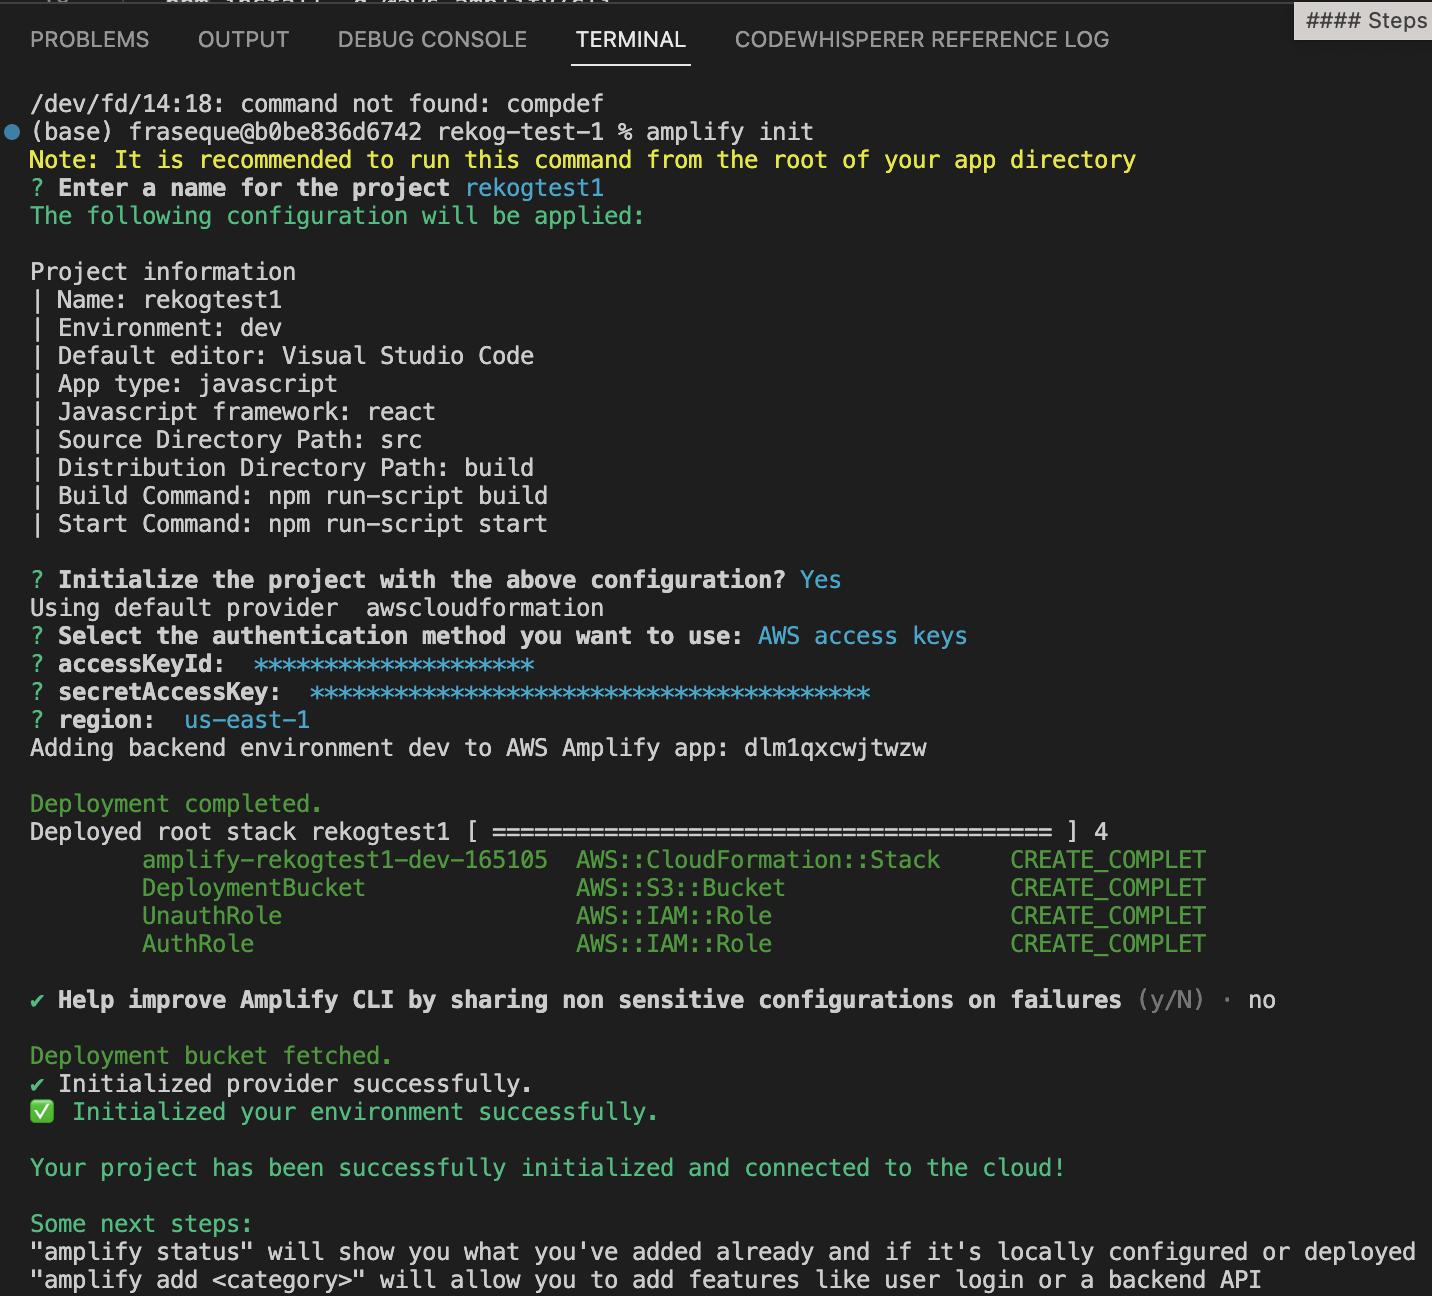 npm install -g @aws-amplify/cli
#### Steps
PROBLEMS OUTPUT DEBUG CONSOLE TERMINAL CODEWHISPERER REFERENCE LOG
/dev/fd/14:18: command not found: compdef
(base) fraseque@b0be836d6742 rekog-test-1 % amplify init
Note: It is recommended to run this command from the root of your app directory
? Enter a name for the project rekogtest1
The following configuration will be applied:
Project information
| Name: rekogtest1
| Environment: dev
| Default editor: Visual Studio Code
| App type: javascript
| Javascript framework: react
| Source Directory Path: src
| Distribution Directory Path: build
| Build Command: npm run-script build
| Start Command: npm run-script start
? Initialize the project with the above configuration? Yes
Using default provider  awscloudformation
? Select the authentication method you want to use: AWS access keys
? accessKeyId:  ********************
? secretAccessKey:  ****************************************
? region:  us-east-1
Adding backend environment dev to AWS Amplify app: dlm1qxcwjtwzw
Deployment completed.
Deployed root stack rekogtest1 [ ======================================== ] 4
amplify-rekogtest1-dev-165105 AWS::CloudFormation::Stack CREATE_COMPLET
DeploymentBucket AWS::S3::Bucket CREATE_COMPLET
UnauthRole AWS::IAM::Role CREATE_COMPLET
AuthRole AWS::IAM::Role CREATE_COMPLET
✔ Help improve Amplify CLI by sharing non sensitive configurations on failures (y/N) · no
Deployment bucket fetched.
✔ Initialized provider successfully.
✅ Initialized your environment successfully.
Your project has been successfully initialized and connected to the cloud!
Some next steps:
"amplify status" will show you what you've added already and if it's locally configured or deployed
"amplify add <category>" will allow you to add features like user login or a backend API